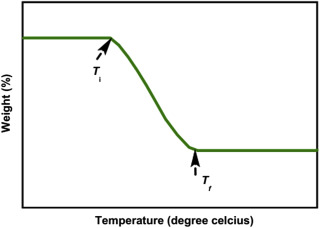 Weight (%)
Ti
Tf
Temperature (degree celcius)